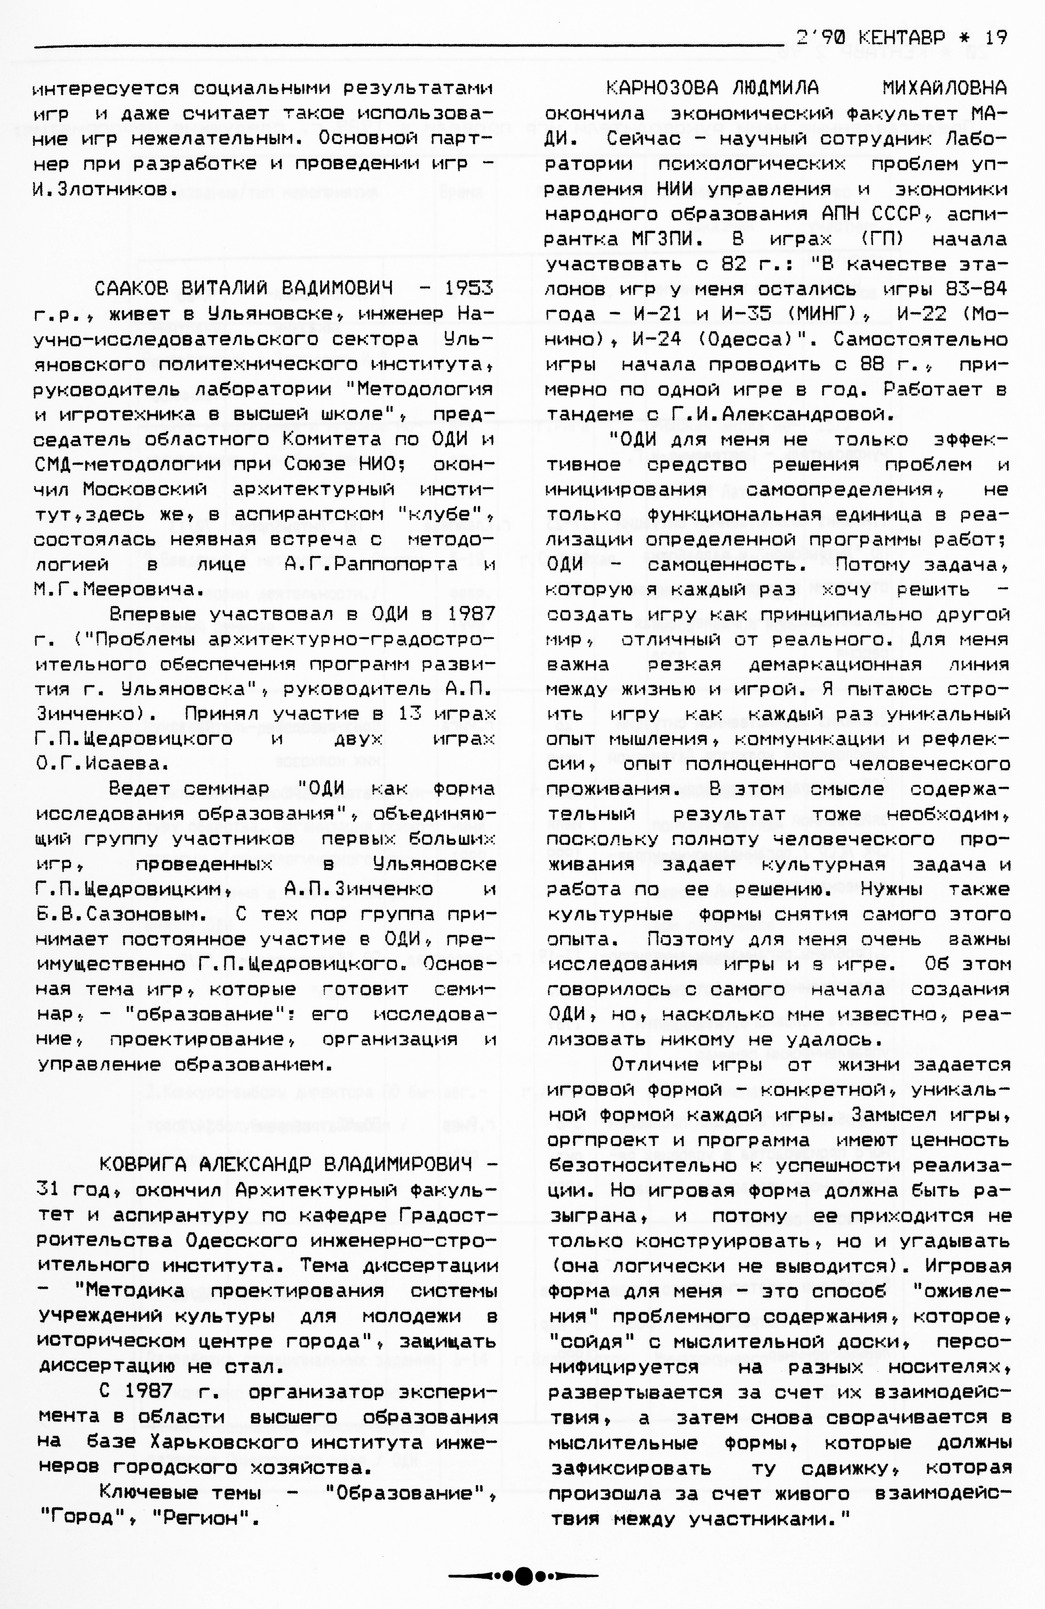 2'90 КЕНТАВР * 19
интересуется социальными результатами
игр и даже считает такое использова-
ние игр нежелательным. Основной парт-
нер при разработке и проведении игр -
И.Злотников.
СААКОВ ВИТАЛИЙ ВАДИМОВИЧ - 1953
г.р., живет в Ульяновске, инженер На-
учно-исследовательского сектора Уль-
яновского политехнического института,
руководитель лаборатории "Методология
и игротехника в высшей школе", пред-
седатель областного Комитета по ОДИ и
СМД-методологии при Союзе НИО; окон-
чил Московский архитектурный инсти-
тут,здесь же, в аспирантском "клубе",
состоялась неявная встреча с методо-
логией в лице А.Г.Раппопорта и
М.Г.Мееровича.
Впервые участвовал в ОДИ в 1987
г. ("Проблемы архитектурно-градостро-
ительного обеспечения программ разви-
тия г. Ульяновска", руководитель А.П.
Зинченко). Принял участие в 13 играх
Г.П.Щедровицкого и двух играх
О.Г.Исаева.
Ведет семинар "ОДИ как форма
исследования образования", объединяю-
щий группу участников первых больших
игр, проведенных в Ульяновске
Г.П.Щедровицким, А.П.Зинченко и
Б.В.Сазоновым. С тех пор группа при-
нимает постоянное участие в ОДИ, пре-
имущественно Г.П.Щедровицкого. Основ-
ная тема игр, которые готовит семи-
нар, - "образование": его исследова-
ние, проектирование, организация и
управление образованием.
КОВРИГА АЛЕКСАНДР ВЛАДИМИРОВИЧ -
31 год, окончил Архитектурный факуль-
тет и аспирантуру по кафедре Градост-
роительства Одесского инженерно-стро-
ительного института. Тема диссертации
- "Методика проектирования системы
учреждений культуры для молодежи в
историческом центре города", защищать
диссертацию не стал.
С 1987 г. организатор экспери-
мента в области высшего образования
на базе Харьковского института инже-
неров городского хозяйства.
Ключевые темы - "Образование",
"Город", "Регион".
КАРНОЗОВА ЛЮДМИЛА МИХАЙЛОВНА
окончила экономический факультет МА-
ДИ. Сейчас - научный сотрудник Лабо-
ратории психологических проблем уп-
равления НИИ управления и экономики
народного образования АПН СССР, аспи-
рантка МГЗПИ. В играх (ГП) начала
участвовать с 82 г.: "В качестве эта-
лонов игр у меня остались игры 83-84
года - И-21 и И-35 (МИНГ), И-22 (Мо-
нино), И-24 (Одесса)". Самостоятельно
игры начала проводить с 88 г., при-
мерно по одной игре в год. Работает в
тандеме с Г.И.Александровой.
"ОДИ для меня не только эффек-
тивное средство решения проблем и
инициирования самоопределения, не
только функциональная единица в реа-
лизации определенной программы работ;
ОДИ - самоценность. Потому задача,
которую я каждый раз хочу решить -
создать игру как принципиально другой
мир, отличный от реального. Для меня
важна резкая демаркационная линия
между жизнью и игрой. Я пытаюсь стро-
ить игру как каждый раз уникальный
опыт мышления, коммуникации и рефлек-
сии, опыт полноценного человеческого
проживания. В этом смысле содержа-
тельный результат тоже необходим,
поскольку полноту человеческого про-
живания задает культурная задача и
работа по ее решению. Нужны также
культурные формы снятия самого этого
опыта. Поэтому для меня очень важны
исследования игры и в игре. Об этом
говорилось с самого начала создания
ОДИ, но, насколько мне известно, реа-
лизовать никому не удалось.
Отличие игры от жизни задается
игровой формой - конкретной, уникаль-
ной формой каждой игры. Замысел игры,
оргпроект и программа имеют ценность
безотносительно к успешности реализа-
ции. Но игровая форма должна быть ра-
зыграна, и потому ее приходится не
только конструировать, но и угадывать
(она логически не выводится). Игровая
форма для меня - это способ "оживле-
ния" проблемного содержания, которое,
"сойдя" с мыслительной доски, персо-
нифицируется на разных носителях,
развертывается за счет их взаимодейс-
твия, а затем снова сворачивается в
мыслительные формы, которые должны
зафиксировать ту сдвижку, которая
произошла за счет живого взаимодейс-
твия между участниками."